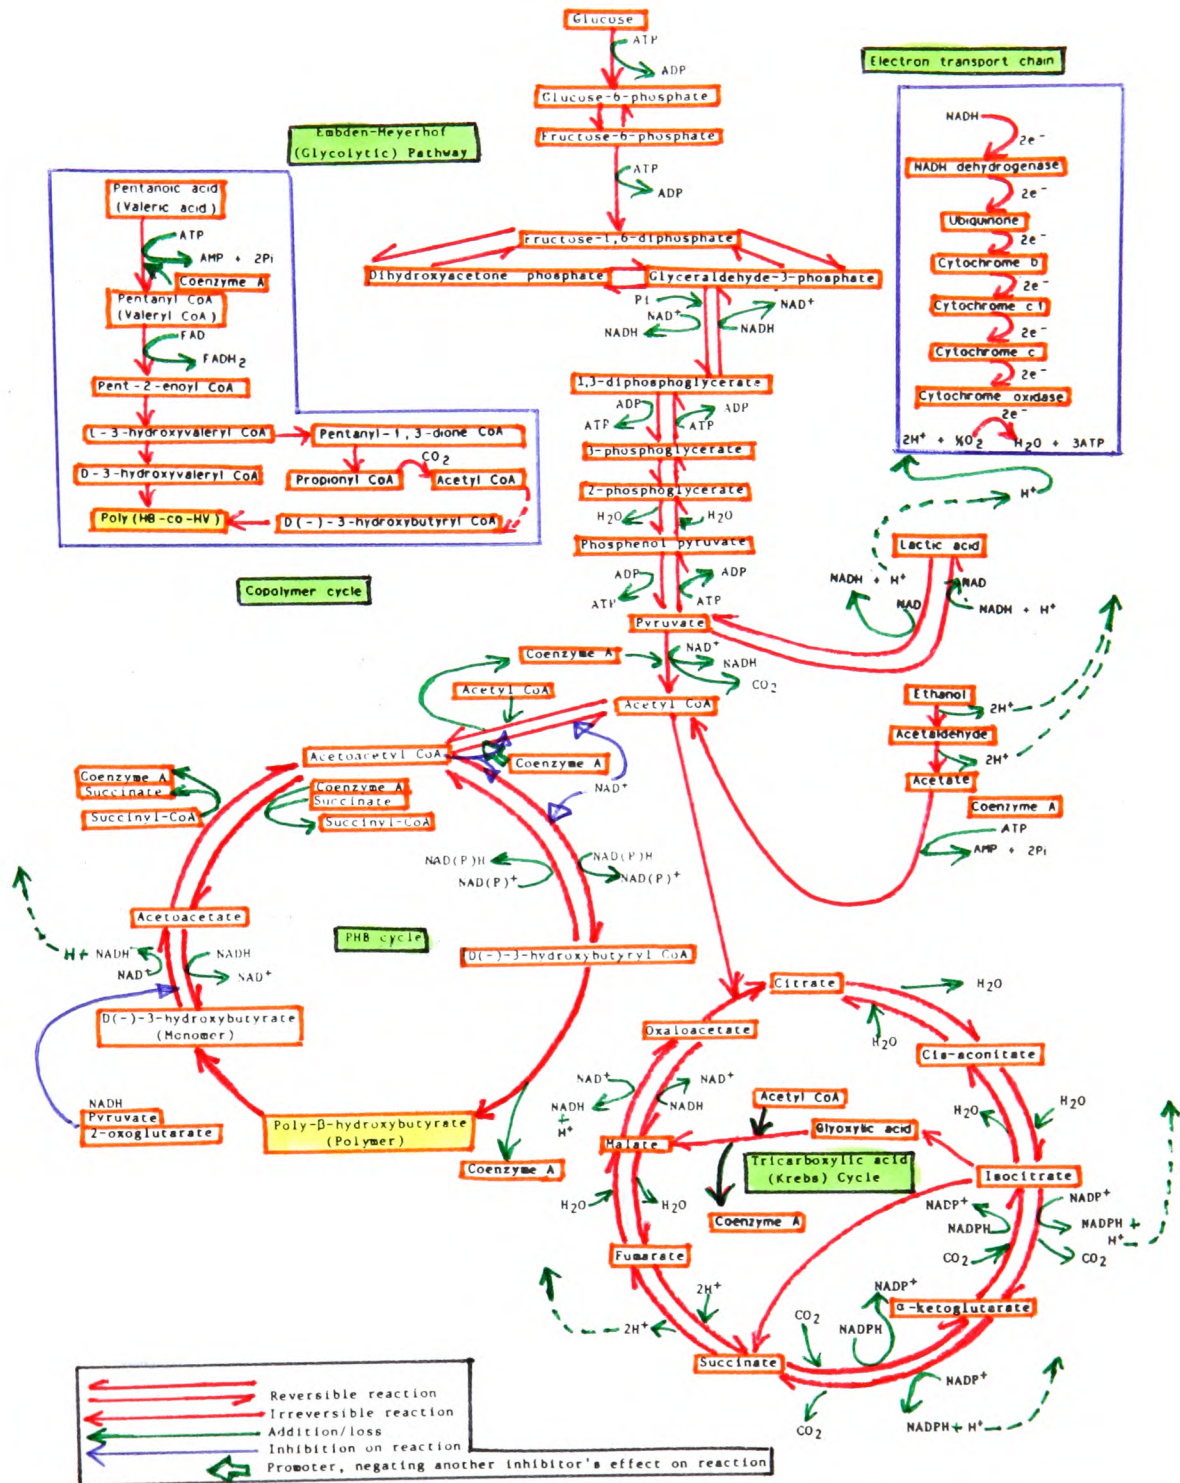 Glucose
ATP
ADP
Glucose-6-phosphate
Fructose-6-phosphate
ATP
ADP
Embden-Meyerhof
(Glycolytic) Pathway
Fructose-1,6-diphosphate
Dihydroxyacetone phosphate
Glyceraldehyde-3-phosphate
Pi
NAD+
NADH
NAD+
NADH
1,3-diphosphoglycerate
ADP
ATP
ADP
ATP
3-phosphoglycerate
2-phosphoglycerate
H2O
H2O
Phosphenol pyruvate
ADP
ATP
ADP
ATP
Pyruvate
Electron transport chain
NADH
2e-
NADH dehydrogenase
2e-
Ubiquinone
2e-
Cytochrome b
2e-
Cytochrome c1
2e-
Cytochrome c
2e-
Cytochrome oxidase
2e-
2H+ + ½O2
H2O + 3ATP
H+
Pentanoic acid
(Valeric acid)
ATP
AMP + 2Pi
Coenzyme A
Pentanyl CoA
(Valeryl CoA)
FAD
FADH2
Pent-2-enoyl CoA
L-3-hydroxyvaleryl CoA
Pentanyl-1,3-dione CoA
CO2
D-3-hydroxyvaleryl CoA
Propionyl CoA
Acetyl CoA
Poly(HB-co-HV)
D(-)-3-hydroxybutyryl CoA
Copolymer cycle
Lactic acid
NADH + H+
NAD
NAD
NADH + H+
Coenzyme A
NAD+
NADH
CO2
Acetyl CoA
Acetyl CoA
Ethanol
2H+
Acetaldehyde
2H+
Acetate
Coenzyme A
ATP
AMP + 2Pi
Acetoacetyl CoA
Coenzyme A
NAD+
Coenzyme A
Succinate
Succinyl-CoA
Coenzyme A
Succinate
Succinyl-CoA
NAD(P)H
NAD(P)+
NAD(P)H
NAD(P)+
Acetoacetate
PHB cycle
H+ NADH
NAD+
NADH
NAD+
D(-)-3-hydroxybutyryl CoA
D(-)-3-hydroxybutyrate
(Monomer)
NADH
Pyruvate
2-oxoglutarate
Poly-β-hydroxybutyrate
(Polymer)
Coenzyme A
Citrate
H2O
H2O
Oxaloacetate
Cis-aconitate
NAD+
NADH
+
H+
NAD+
NADH
Acetyl CoA
H2O
H2O
Glyoxylic acid
Malate
Tricarboxylic acid
(Krebs) Cycle
Isocitrate
H2O
H2O
Coenzyme A
NADP+
NADPH
CO2
NADP+
NADPH +
H+
CO2
Fumarate
2H+
2H+
NADP+
α-ketoglutarate
CO2
NADPH
Succinate
CO2
NADP+
NADPH + H+
Reversible reaction
Irreversible reaction
Addition/loss
Inhibition on reaction
Promoter, negating another inhibitor's effect on reaction